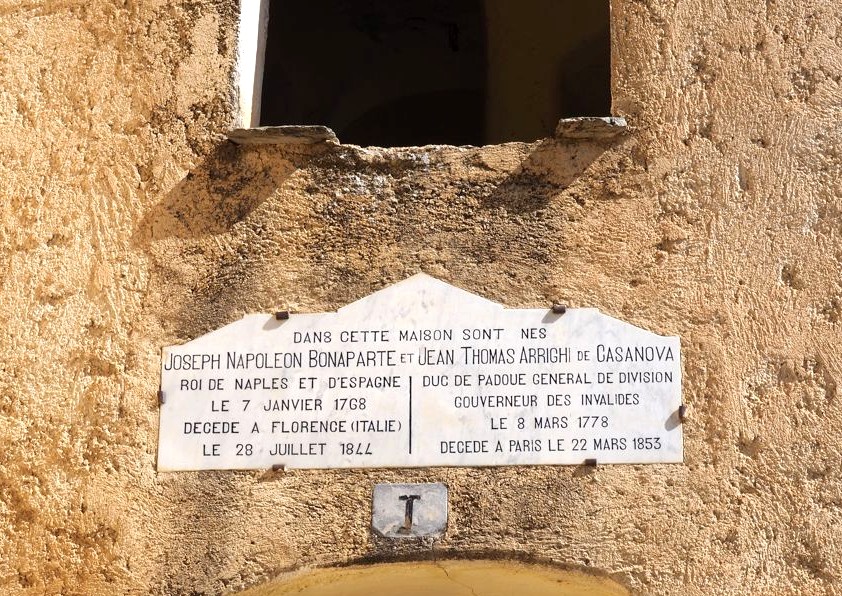 DANS CETTE MAISON SONT NES
JOSEPH NAPOLEON BONAPARTE ET JEAN THOMAS ARRIGHI DE CASANOVA
ROI DE NAPLES ET D'ESPAGNE
LE 7 JANVIER 1768
DECEDE A FLORENCE (ITALIE)
LE 28 JUILLET 1844
DUC DE PADOUE GENERAL DE DIVISION
GOUVERNEUR DES INVALIDES
LE 8 MARS 1778
DECEDE A PARIS LE 22 MARS 1853